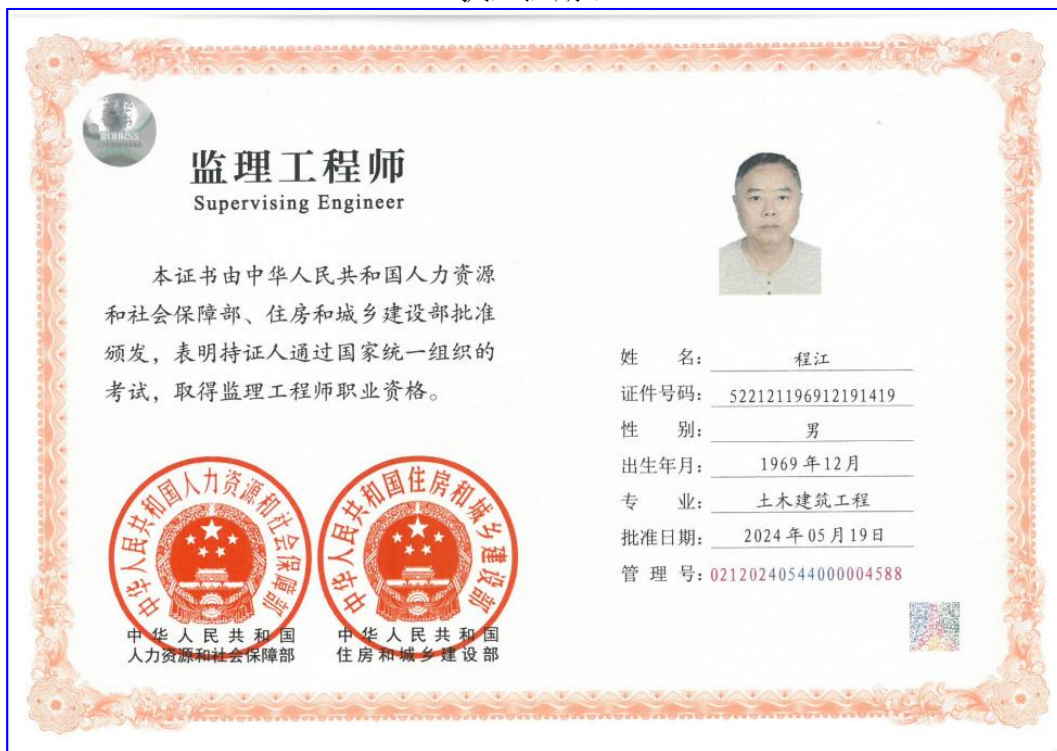 监理工程师
Supervising Engineer
本证书由中华人民共和国人力资源
和社会保障部、住房和城乡建设部批准
颁发，表明持证人通过国家统一组织的
考试，取得监理工程师职业资格。
中华人民共和国人力资源和社会保障部
中华人民共和国
人力资源和社会保障部
中华人民共和国住房和城乡建设部
中华人民共和国
住房和城乡建设部
姓 名： 程江
证件号码： 522121196912191419
性 别： 男
出生年月： 1969年12月
专 业： 土木建筑工程
批准日期： 2024年05月19日
管 理 号： 02120240544000004588